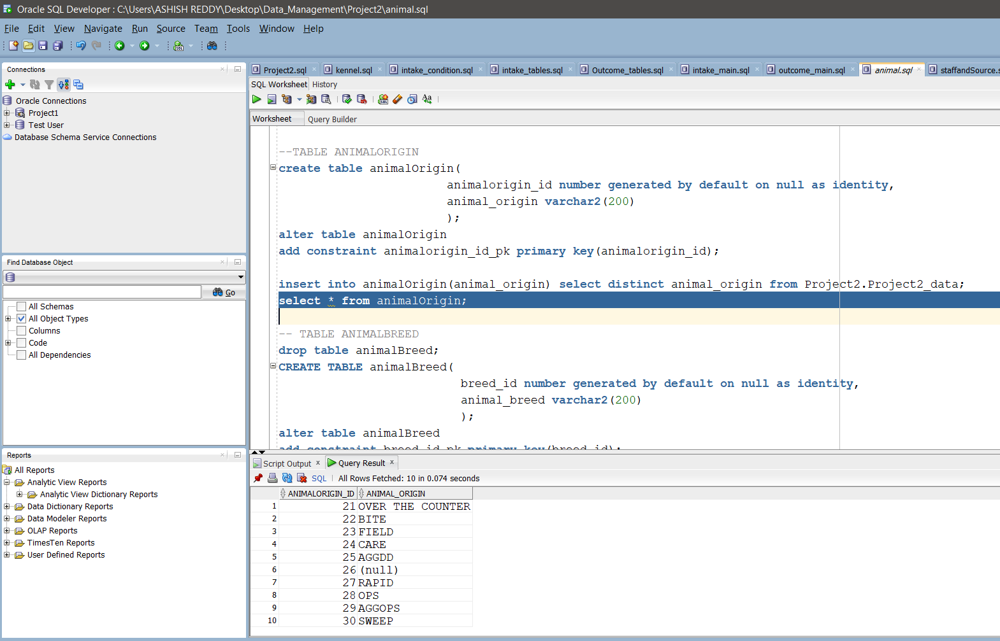 Oracle SQL Developer : C:\Users\ASHISH REDDY\Desktop\Data_Management\Project2\animal.sql
File Edit View Navigate Run Source Team Tools Window Help
Connections
Oracle Connections
Project1
Test User
Database Schema Service Connections
Find Database Object
Go
All Schemas
All Object Types
Columns
Code
All Dependencies
Reports
All Reports
Analytic View Reports
Analytic View Dictionary Reports
Data Dictionary Reports
Data Modeler Reports
OLAP Reports
TimesTen Reports
User Defined Reports
Project2.sql kennel.sql intake_condition.sql intake_tables.sql Outcome_tables.sql intake_main.sql outcome_main.sql animal.sql staffandSource.s
SQL Worksheet History
Worksheet Query Builder
--TABLE ANIMALORIGIN
create table animalOrigin(
animalorigin_id number generated by default on null as identity,
animal_origin varchar2(200)
);
alter table animalOrigin
add constraint animalorigin_id_pk primary key(animalorigin_id);
insert into animalOrigin(animal_origin) select distinct animal_origin from Project2.Project2_data;
select * from animalOrigin;
-- TABLE ANIMALBREED
drop table animalBreed;
CREATE TABLE animalBreed(
breed_id number generated by default on null as identity,
animal_breed varchar2(200)
);
alter table animalBreed
add constraint breed_id_pk primary key(breed_id);
Script Output Query Result
SQL All Rows Fetched: 10 in 0.074 seconds
ANIMALORIGIN_ID ANIMAL_ORIGIN
1 21 OVER THE COUNTER
2 22 BITE
3 23 FIELD
4 24 CARE
5 25 AGGDD
6 26 (null)
7 27 RAPID
8 28 OPS
9 29 AGGOPS
10 30 SWEEP